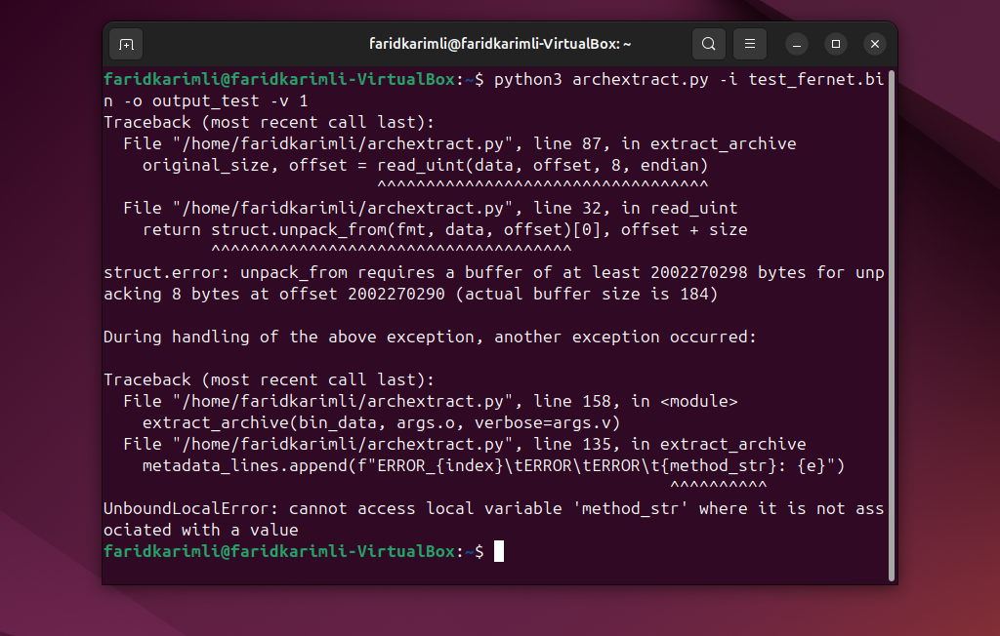 faridkarimli@faridkarimli-VirtualBox: ~
faridkarimli@faridkarimli-VirtualBox:~$ python3 archextract.py -i test_fernet.bi
n -o output_test -v 1
Traceback (most recent call last):
  File "/home/faridkarimli/archextract.py", line 87, in extract_archive
    original_size, offset = read_uint(data, offset, 8, endian)
                            ^^^^^^^^^^^^^^^^^^^^^^^^^^^^^^^^^^
  File "/home/faridkarimli/archextract.py", line 32, in read_uint
    return struct.unpack_from(fmt, data, offset)[0], offset + size
           ^^^^^^^^^^^^^^^^^^^^^^^^^^^^^^^^^^^^^
struct.error: unpack_from requires a buffer of at least 2002270298 bytes for unp
acking 8 bytes at offset 2002270290 (actual buffer size is 184)

During handling of the above exception, another exception occurred:

Traceback (most recent call last):
  File "/home/faridkarimli/archextract.py", line 158, in <module>
    extract_archive(bin_data, args.o, verbose=args.v)
  File "/home/faridkarimli/archextract.py", line 135, in extract_archive
    metadata_lines.append(f"ERROR_{index}\tERROR\tERROR\t{method_str}: {e}")
                                                          ^^^^^^^^^^
UnboundLocalError: cannot access local variable 'method_str' where it is not ass
ociated with a value
faridkarimli@faridkarimli-VirtualBox:~$